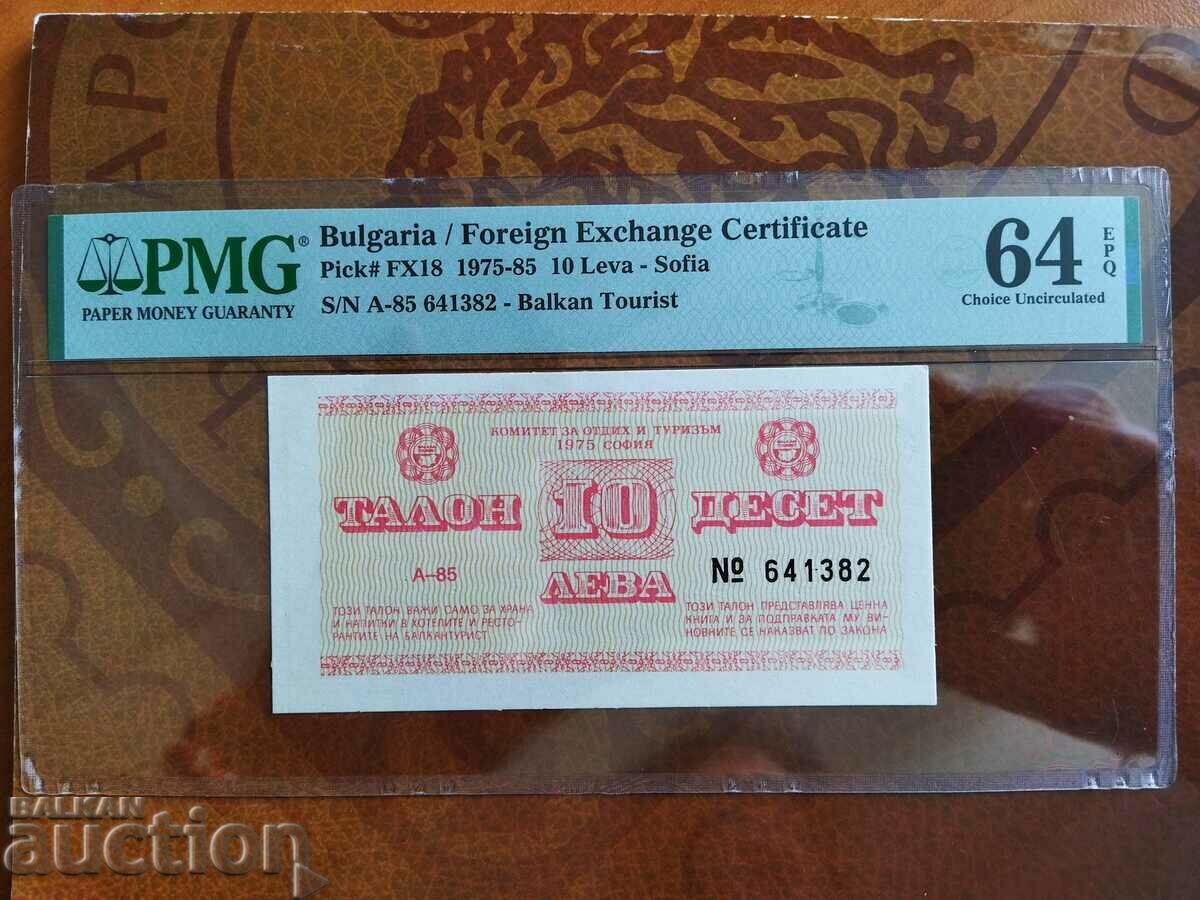 АРО
PMG®
PAPER MONEY GUARANTY
Bulgaria / Foreign Exchange Certificate
Pick# FX18 1975-85 10 Leva - Sofia
S/N A-85 641382 - Balkan Tourist
64 EPQ
Choice Uncirculated
КОМИТЕТ ЗА ОТДИХ И ТУРИЗЪМ
1975 СОФИЯ
ТАЛОН 10 ДЕСЕТ
ЛЕВА
А–85
№ 641382
ТОЗИ ТАЛОН ВАЖИ САМО ЗА ХРАНА
И НАПИТКИ В ХОТЕЛИТЕ И РЕСТО-
РАНТИТЕ НА БАЛКАНТУРИСТ
ТОЗИ ТАЛОН ПРЕДСТАВЛЯВА ЦЕННА
КНИГА И ЗА ПОДПРАВКАТА МУ ВИ-
НОВНИТЕ СЕ НАКАЗВАТ ПО ЗАКОНА
BALKAN
auction